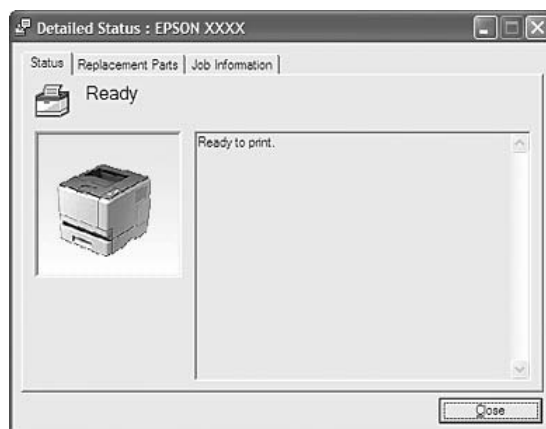 Detailed Status : EPSON XXXX
Status Replacement Parts Job Information
Ready
Ready to print.
Close